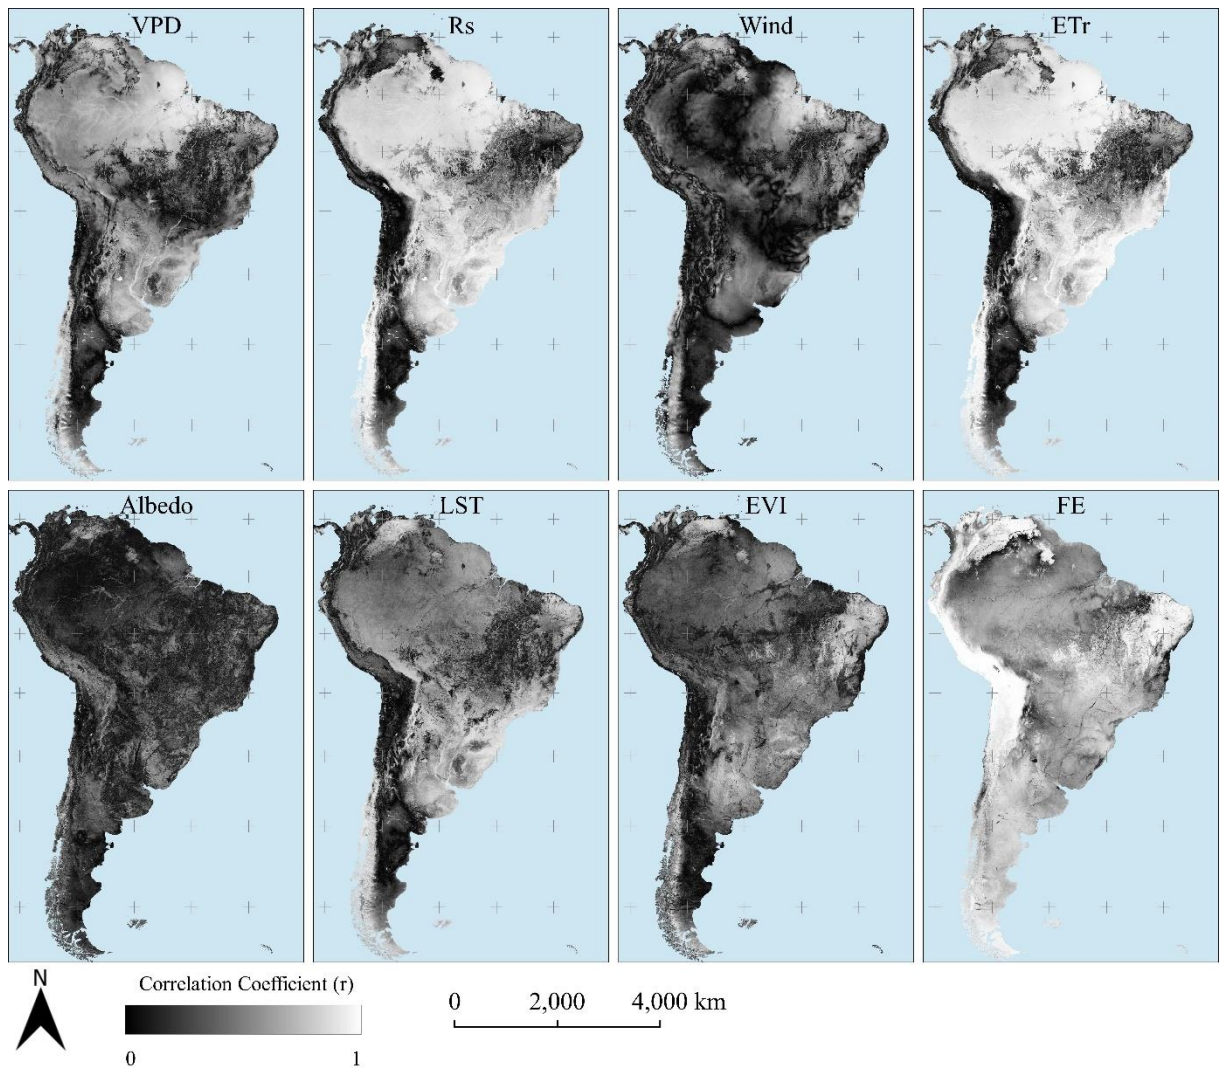 VPD
Rs
Wind
ETr
Albedo
LST
EVI
FE
N
Correlation Coefficient (r)
0 1
0 2,000 4,000 km